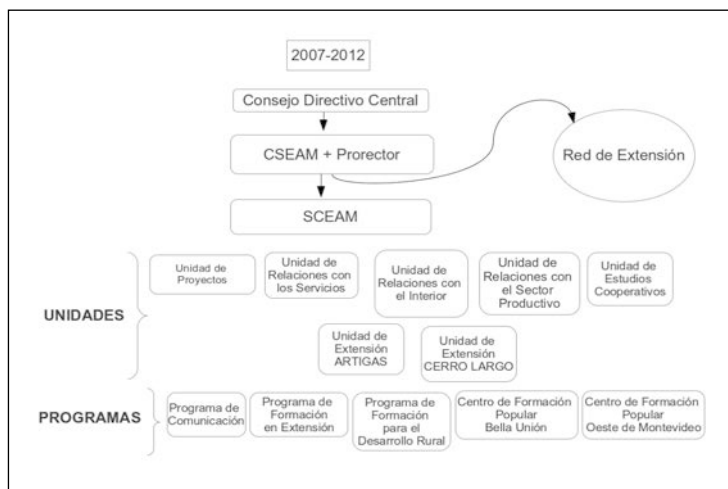 2007-2012
Consejo Directivo Central
CSEAM + Prorector
Red de Extensión
SCEAM
UNIDADES
Unidad de
Proyectos
Unidad de
Relaciones con
los Servicios
Unidad de
Relaciones con
el Interior
Unidad de
Relaciones con
el Sector
Productivo
Unidad de
Estudios
Cooperativos
Unidad de
Extensión
ARTIGAS
Unidad de
Extensión
CERRO LARGO
PROGRAMAS
Programa de
Comunicación
Programa de
Formación
en Extensión
Programa de
Formación
para el
Desarrollo Rural
Centro de Formación
Popular
Bella Unión
Centro de Formación
Popular
Oeste de Montevideo